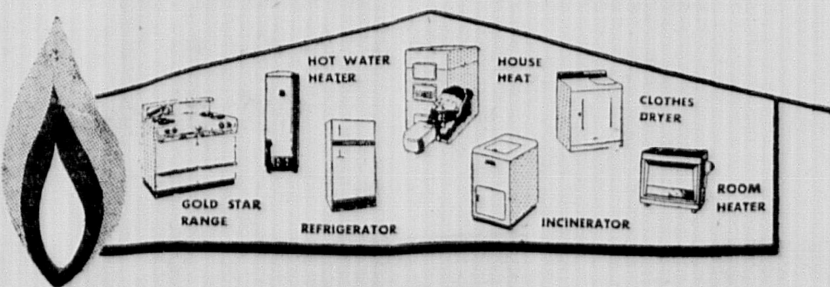 HOT WATER
HEATER
HOUSE
HEAT
CLOTHES
DRYER
GOLD STAR
RANGE
REFRIGERATOR
INCINERATOR
ROOM
HEATER